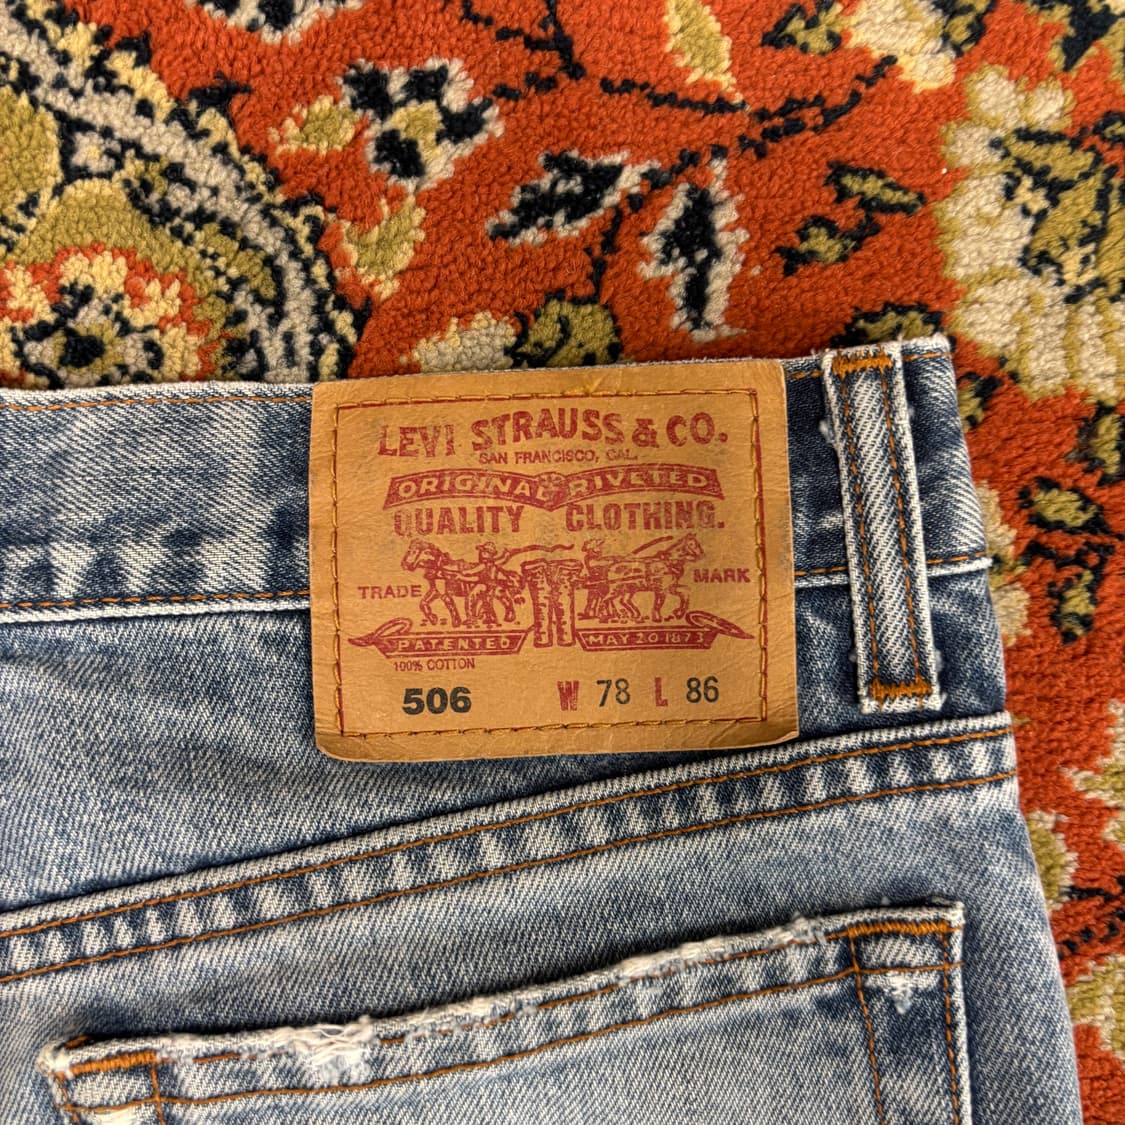 LEVI STRAUSS & CO.
SAN FRANCISCO, CAL.
ORIGINAL RIVETED
QUALITY CLOTHING.
TRADE MARK
PATENTED MAY 20 1873
100% COTTON
506 W 78 L 86